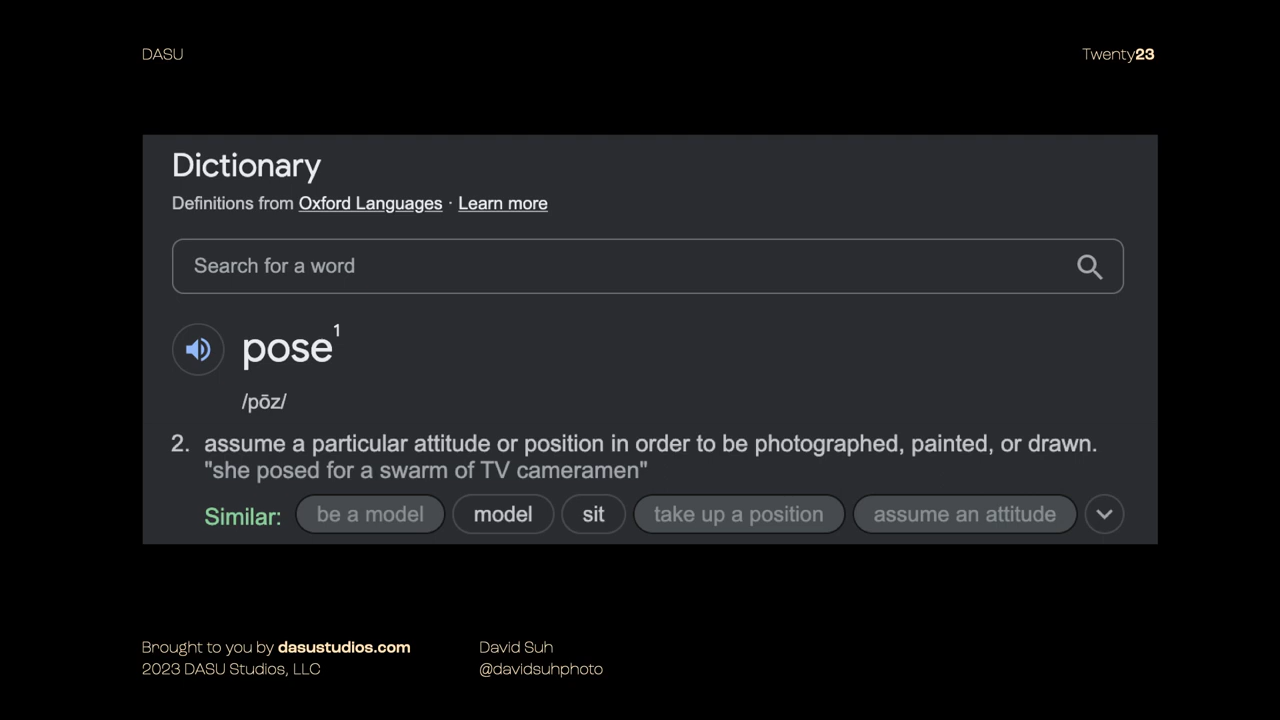 DASU
Twenty23
Dictionary
Definitions from Oxford Languages · Learn more
Search for a word
pose1
/pōz/
2. assume a particular attitude or position in order to be photographed, painted, or drawn.
"she posed for a swarm of TV cameramen"
Similar: be a model model sit take up a position assume an attitude
Brought to you by dasustudios.com
2023 DASU Studios, LLC
David Suh
@davidsuhphoto